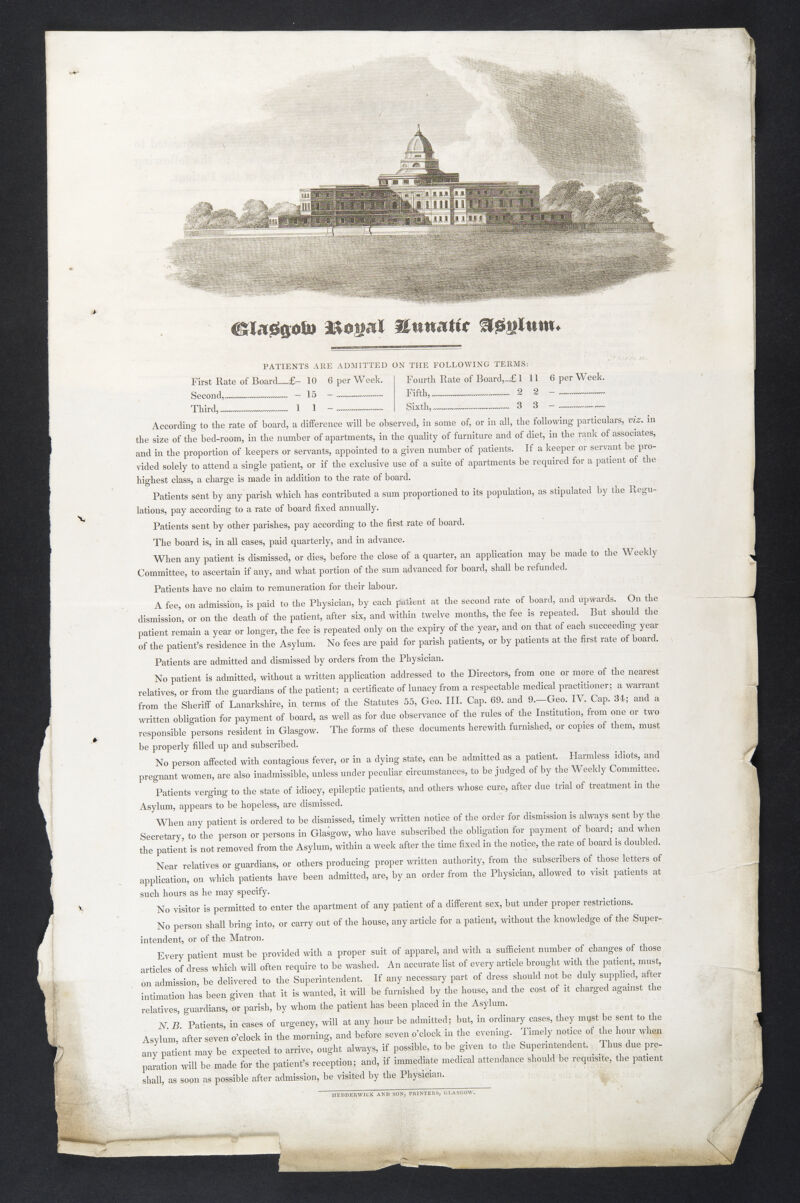 Glasgow Royal Lunatic Asylum.
PATIENTS ARE ADMITTED ON THE FOLLOWING TERMS:
First Rate of Board......£– 10 6 per Week.
Second,.............................. – 15 – ......................
Third,.............................. 1 1 – ......................
Fourth Rate of Board,..£1 11 6 per Week.
Fifth,.............................. 2 2 – ......................
Sixth,.............................. 3 3 – ......................
According to the rate of board, a difference will be observed, in some of, or in all, the following particulars, viz. in
the size of the bed-room, in the number of apartments, in the quality of furniture and of diet, in the rank of associates,
and in the proportion of keepers or servants, appointed to a given number of patients. If a keeper or servant be pro-
vided solely to attend a single patient, or if the exclusive use of a suite of apartments be required for a patient of the
highest class, a charge is made in addition to the rate of board.
Patients sent by any parish which has contributed a sum proportioned to its population, as stipulated by the Regu-
lations, pay according to a rate of board fixed annually.
Patients sent by other parishes, pay according to the first rate of board.
The board is, in all cases, paid quarterly, and in advance.
When any patient is dismissed, or dies, before the close of a quarter, an application may be made to the Weekly
Committee, to ascertain if any, and what portion of the sum advanced for board, shall be refunded.
Patients have no claim to remuneration for their labour.
A fee, on admission, is paid to the Physician, by each patient at the second rate of board, and upwards. On the
dismission, or on the death of the patient, after six, and within twelve months, the fee is repeated. But should the
patient remain a year or longer, the fee is repeated only on the expiry of the year, and on that of each succeeding year
of the patient's residence in the Asylum. No fees are paid for parish patients, or by patients at the first rate of board.
Patients are admitted and dismissed by orders from the Physician.
No patient is admitted, without a written application addressed to the Directors, from one or more of the nearest
relatives, or from the guardians of the patient; a certificate of lunacy from a respectable medical practitioner; a warrant
from the Sheriff of Lanarkshire, in terms of the Statutes 55, Geo. III. Cap. 69. and 9.—Geo. IV. Cap. 34; and a
written obligation for payment of board, as well as for due observance of the rules of the Institution, from one or two
responsible persons resident in Glasgow. The forms of these documents herewith furnished, or copies of them, must
be properly filled up and subscribed.
No person affected with contagious fever, or in a dying state, can be admitted as a patient. Harmless idiots, and
pregnant women, are also inadmissible, unless under peculiar circumstances, to be judged of by the Weekly Committee.
Patients verging to the state of idiocy, epileptic patients, and others whose cure, after due trial of treatment in the
Asylum, appears to be hopeless, are dismissed.
When any patient is ordered to be dismissed, timely written notice of the order for dismission is always sent by the
Secretary, to the person or persons in Glasgow, who have subscribed the obligation for payment of board; and when
the patient is not removed from the Asylum, within a week after the time fixed in the notice, the rate of board is doubled.
Near relatives or guardians, or others producing proper written authority, from the subscribers of those letters of
application, on which patients have been admitted, are, by an order from the Physician, allowed to visit patients at
such hours as he may specify.
No visitor is permitted to enter the apartment of any patient of a different sex, but under proper restrictions.
No person shall bring into, or carry out of the house, any article for a patient, without the knowledge of the Super-
intendent, or of the Matron.
Every patient must be provided with a proper suit of apparel, and with a sufficient number of changes of those
articles of dress which will often require to be washed. An accurate list of every article brought with the patient, must,
on admission, be delivered to the Superintendent. If any necessary part of dress should not be duly supplied, after
intimation has been given that it is wanted, it will be furnished by the house, and the cost of it charged against the
relatives, guardians, or parish, by whom the patient has been placed in the Asylum.
N. B. Patients, in cases of urgency, will at any hour be admitted; but, in ordinary cases, they must be sent to the
Asylum, after seven o'clock in the morning, and before seven o'clock in the evening. Timely notice of the hour when
any patient may be expected to arrive, ought always, if possible, to be given to the Superintendent. Thus due pre-
paration will be made for the patient's reception; and, if immediate medical attendance should be requisite, the patient
shall, as soon as possible after admission, be visited by the Physician.
HEDDERWICK AND SON, PRINTERS, GLASGOW.